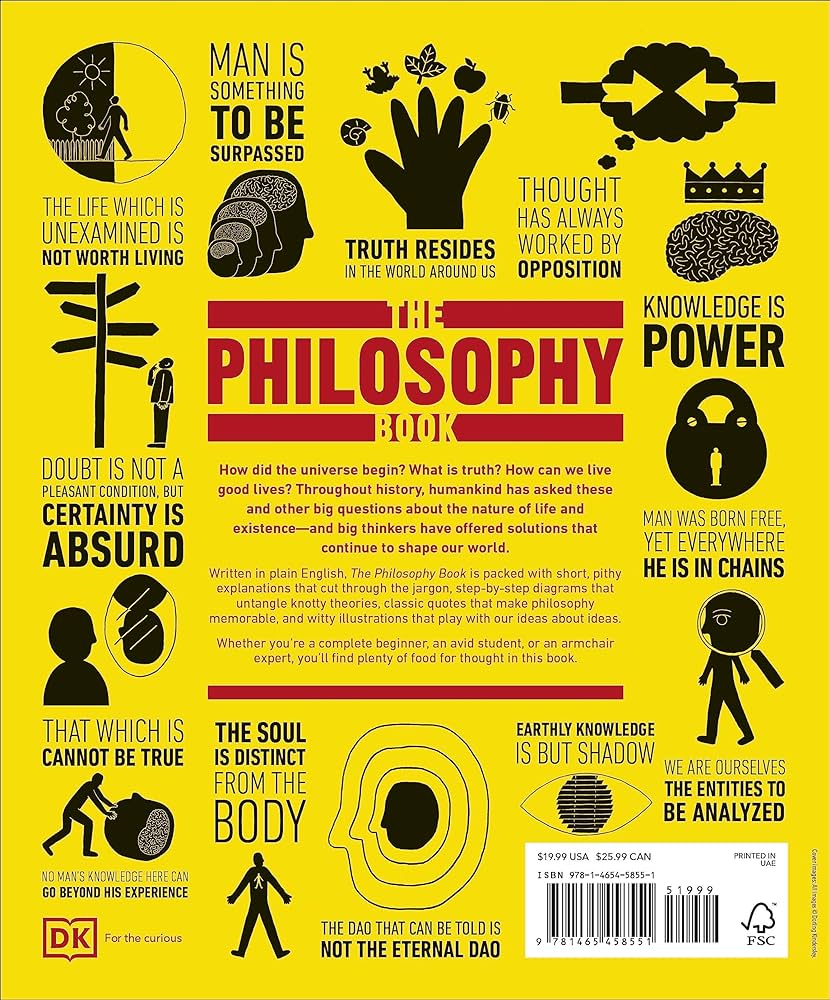 THE LIFE WHICH IS
UNEXAMINED IS
NOT WORTH LIVING
MAN IS
SOMETHING
TO BE
SURPASSED
TRUTH RESIDES
IN THE WORLD AROUND US
THOUGHT
HAS ALWAYS
WORKED BY
OPPOSITION
KNOWLEDGE IS
POWER
THE
PHILOSOPHY
BOOK
How did the universe begin? What is truth? How can we live
good lives? Throughout history, humankind has asked these
and other big questions about the nature of life and
existence—and big thinkers have offered solutions that
continue to shape our world.
Written in plain English, The Philosophy Book is packed with short, pithy
explanations that cut through the jargon, step-by-step diagrams that
untangle knotty theories, classic quotes that make philosophy
memorable, and witty illustrations that play with our ideas about ideas.
Whether you're a complete beginner, an avid student, or an armchair
expert, you'll find plenty of food for thought in this book.
DOUBT IS NOT A
PLEASANT CONDITION, BUT
CERTAINTY IS
ABSURD
MAN WAS BORN FREE,
YET EVERYWHERE
HE IS IN CHAINS
THAT WHICH IS
CANNOT BE TRUE
THE SOUL
IS DISTINCT
FROM THE
BODY
EARTHLY KNOWLEDGE
IS BUT SHADOW
WE ARE OURSELVES
THE ENTITIES TO
BE ANALYZED
NO MAN'S KNOWLEDGE HERE CAN
GO BEYOND HIS EXPERIENCE
THE DAO THAT CAN BE TOLD IS
NOT THE ETERNAL DAO
DK
For the curious
$19.99 USA $25.99 CAN
PRINTED IN
UAE
ISBN 978-1-4654-5855-1
51999
9 781465 458551
FSC
Cover images: All images © Dorling Kindersley